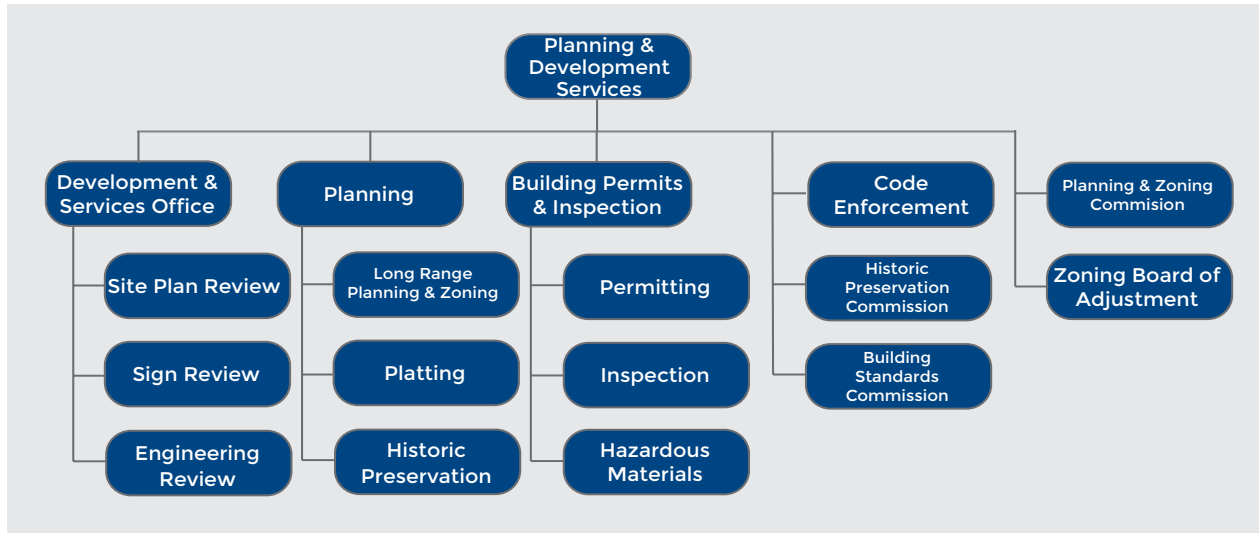 Planning &
Development
Services
Development &
Services Office
Site Plan Review
Sign Review
Engineering
Review
Planning
Long Range
Planning & Zoning
Platting
Historic
Preservation
Building Permits
& Inspection
Permitting
Inspection
Hazardous
Materials
Code
Enforcement
Historic
Preservation
Commission
Building
Standards
Commission
Planning & Zoning
Commision
Zoning Board of
Adjustment